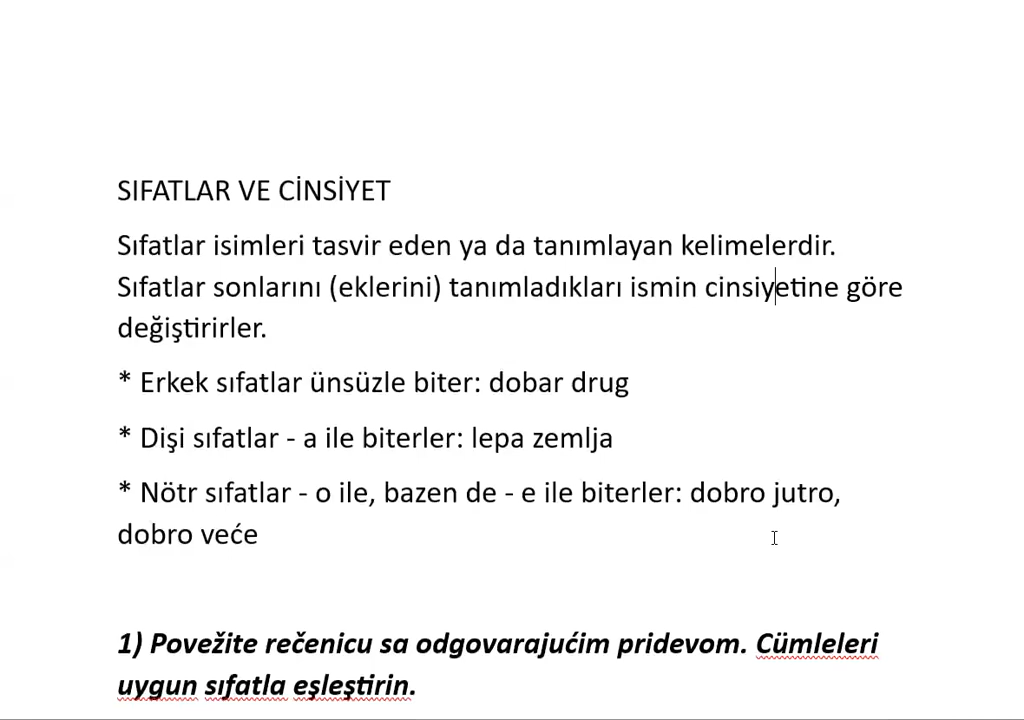 SIFATLAR VE CİNSİYET
Sıfatlar isimleri tasvir eden ya da tanımlayan kelimelerdir.
Sıfatlar sonlarını (eklerini) tanımladıkları ismin cinsiyetine göre
değiştirirler.
* Erkek sıfatlar ünsüzle biter: dobar drug
* Dişi sıfatlar - a ile biterler: lepa zemlja
* Nötr sıfatlar - o ile, bazen de - e ile biterler: dobro jutro,
dobro veće
1) Povežite rečenicu sa odgovarajućim pridevom. Cümleleri
uygun sıfatla eşleştirin.